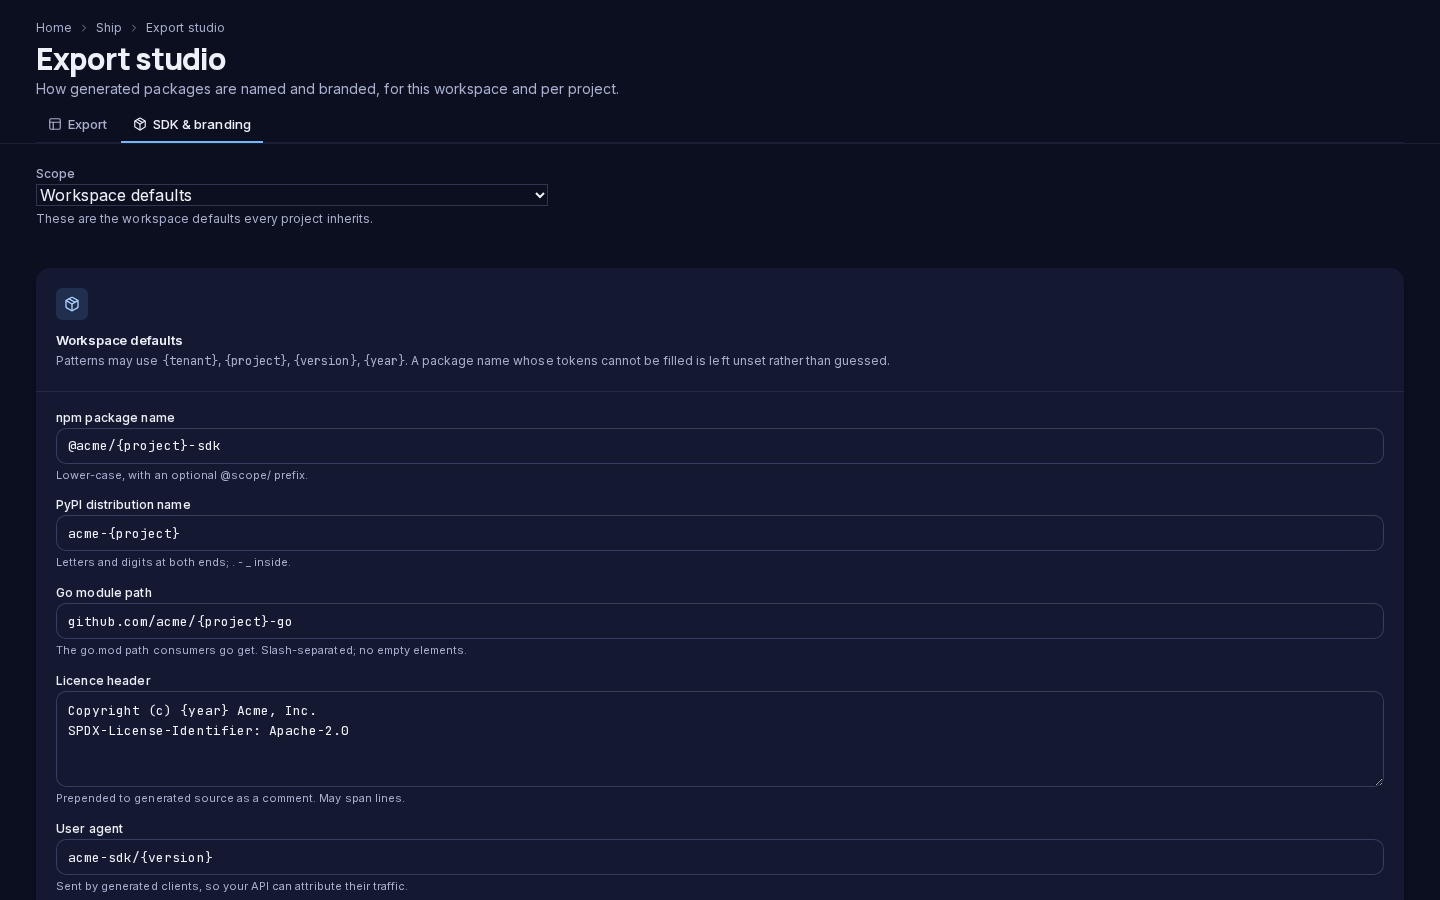 Home > Ship > Export studio
Export studio
How generated packages are named and branded, for this workspace and per project.
Export
SDK & branding
Scope
Workspace defaults
These are the workspace defaults every project inherits.
Workspace defaults
Patterns may use {tenant}, {project}, {version}, {year}. A package name whose tokens cannot be filled is left unset rather than guessed.
npm package name
@acme/{project}-sdk
Lower-case, with an optional @scope/ prefix.
PyPI distribution name
acme-{project}
Letters and digits at both ends; . - _ inside.
Go module path
github.com/acme/{project}-go
The go.mod path consumers go get. Slash-separated; no empty elements.
Licence header
Copyright (c) {year} Acme, Inc.
SPDX-License-Identifier: Apache-2.0
Prepended to generated source as a comment. May span lines.
User agent
acme-sdk/{version}
Sent by generated clients, so your API can attribute their traffic.